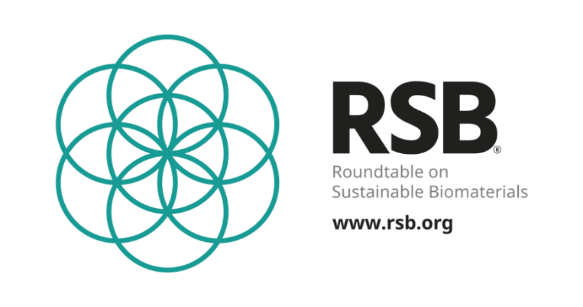 RSB®
Roundtable on
Sustainable Biomaterials
www.rsb.org